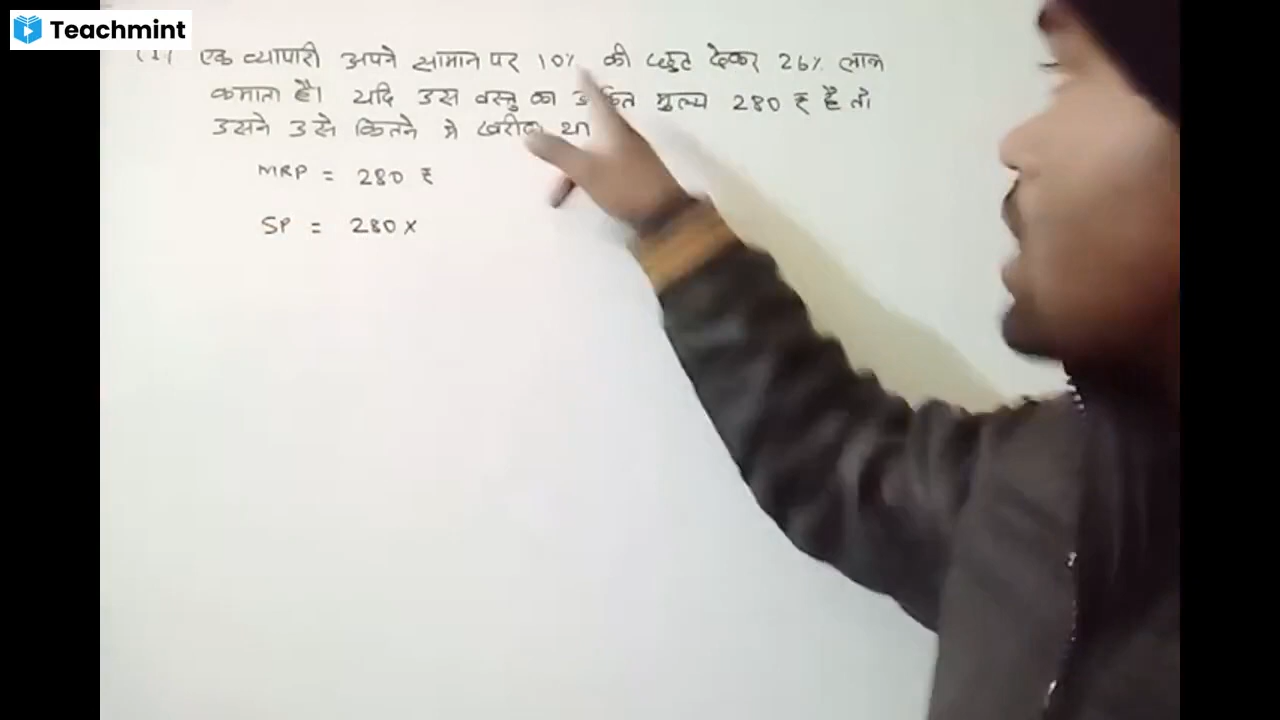 Teachmint
(1) एक व्यापारी अपने सामान पर 10% की छुट देकर 26% लाभ
कमाता है। यदि उस वस्तु का मुल्य 280 ₹ है तो
उसने उसे कितने मे खरीदा था
MRP = 280 ₹
SP = 280 x